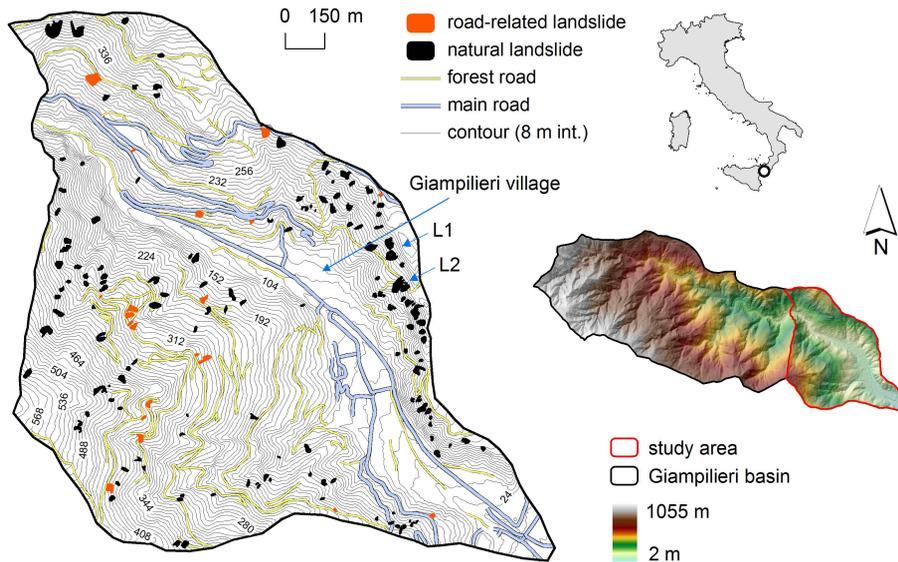 0 150 m
road-related landslide
natural landslide
forest road
main road
contour (8 m int.)
336
256
232
Giampilieri village
L1
L2
N
224
152
104
192
312
464
504
536
568
488
344
408
280
24
study area
Giampilieri basin
1055 m
2 m